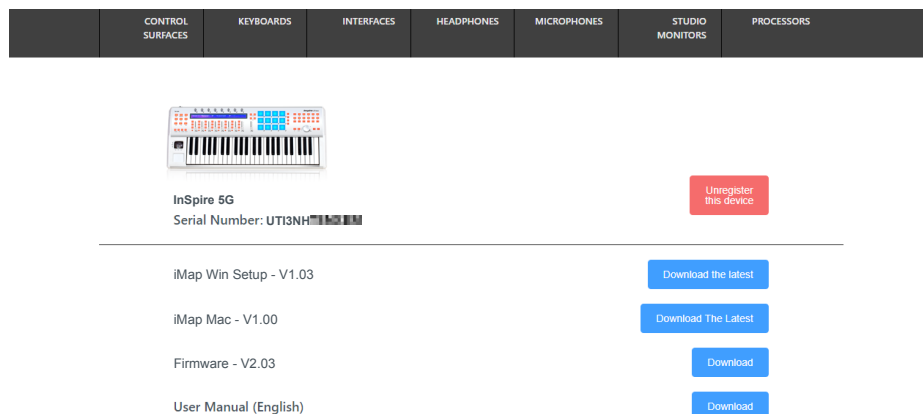 CONTROL SURFACES
KEYBOARDS
INTERFACES
HEADPHONES
MICROPHONES
STUDIO MONITORS
PROCESSORS
InSpire 5G
Unregister
this device
Serial Number: UTI3NH
iMap Win Setup - V1.03
Download the latest
iMap Mac - V1.00
Download The Latest
Firmware - V2.03
Download
User Manual (English)
Download